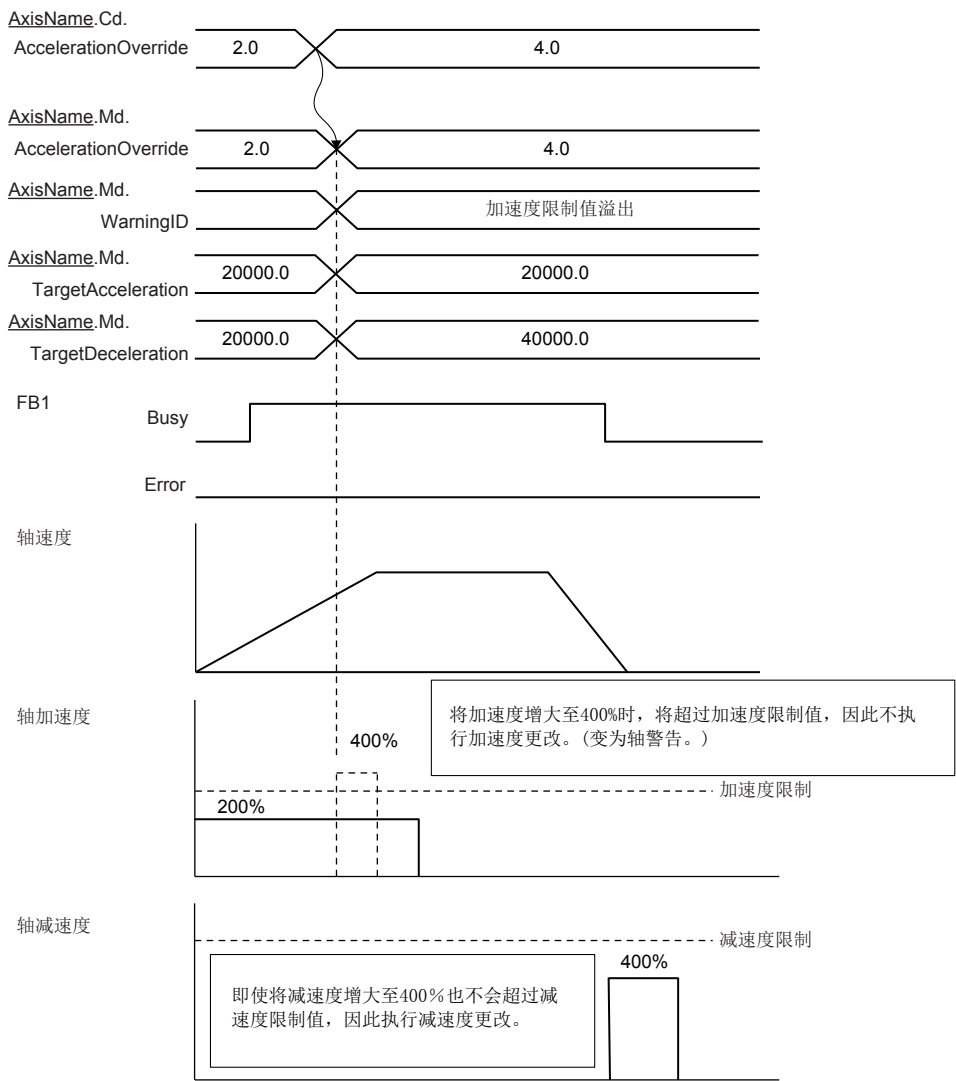 AxisName.Cd.
AccelerationOverride 2.0 4.0
AxisName.Md.
AccelerationOverride 2.0 4.0
AxisName.Md.
WarningID 加速度限制值溢出
AxisName.Md.
TargetAcceleration 20000.0 20000.0
AxisName.Md.
TargetDeceleration 20000.0 40000.0
FB1
Busy
Error
轴速度
轴加速度
将加速度增大至400%时，将超过加速度限制值，因此不执
行加速度更改。(变为轴警告。)
400%
加速度限制
200%
轴减速度
减速度限制
400%
即使将减速度增大至400％也不会超过减
速度限制值，因此执行减速度更改。